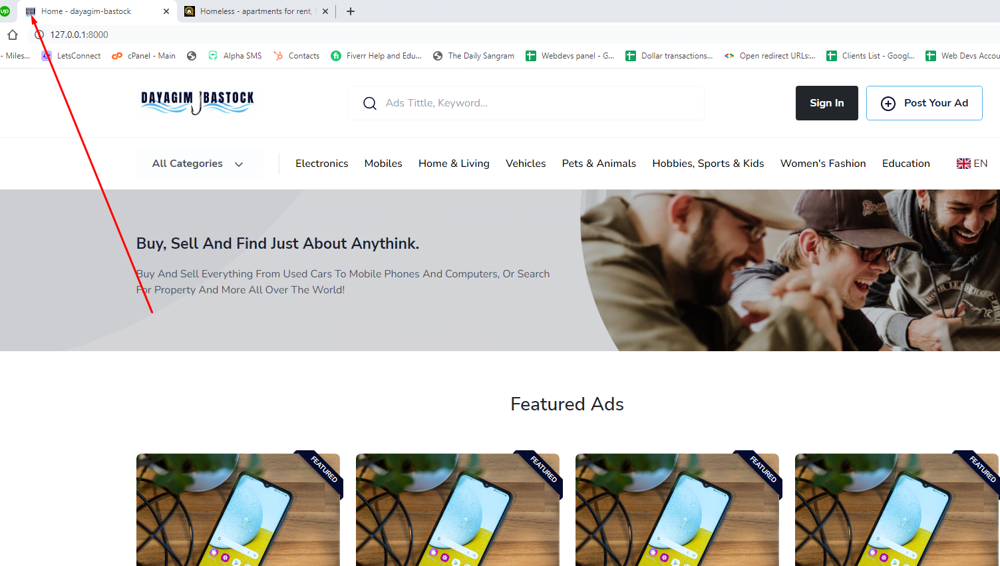 up
Home - dayagim-bastock
Homeless - apartments for rent,
127.0.0.1:8000
- Miles...
LetsConnect
cPanel - Main
Alpha SMS
Contacts
Fiverr Help and Edu...
The Daily Sangram
Webdevs panel - G...
Dollar transactions...
Open redirect URLs:...
Clients List - Googl...
Web Devs Accou
DAYAGIM BASTOCK
Ads Tittle, Keyword...
Sign In
Post Your Ad
All Categories
Electronics
Mobiles
Home & Living
Vehicles
Pets & Animals
Hobbies, Sports & Kids
Women's Fashion
Education
EN
Buy, Sell And Find Just About Anythink.
Buy And Sell Everything From Used Cars To Mobile Phones And Computers, Or Search
For Property And More All Over The World!
Featured Ads
FEATURED
FEATURED
FEATURED
FEATURED